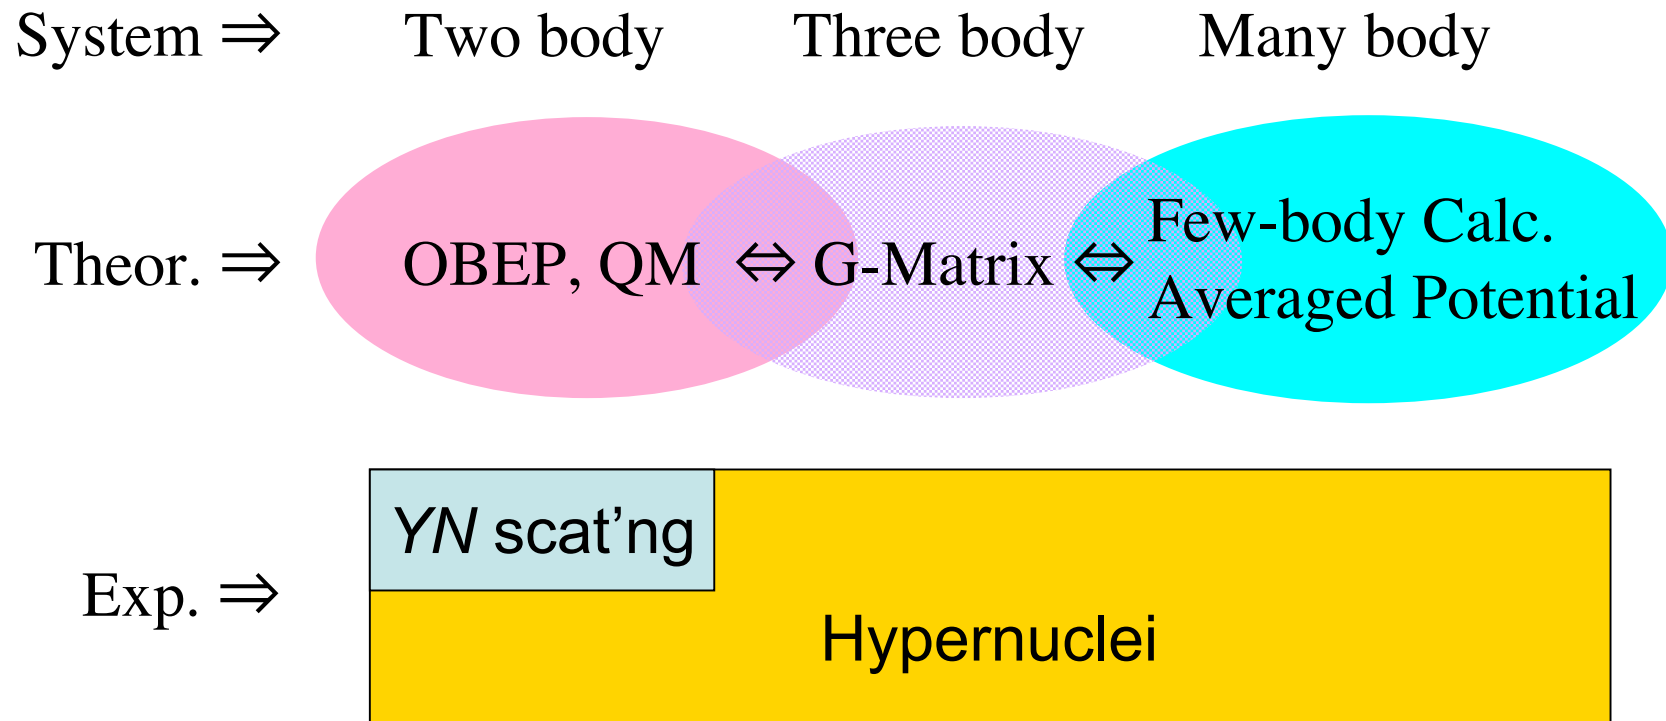 System ⇒ Two body Three body Many body
Theor. ⇒ OBEP, QM ⇔ G-Matrix ⇔ Few-body Calc.
Averaged Potential
YN scat’ng
Exp. ⇒
Hypernuclei